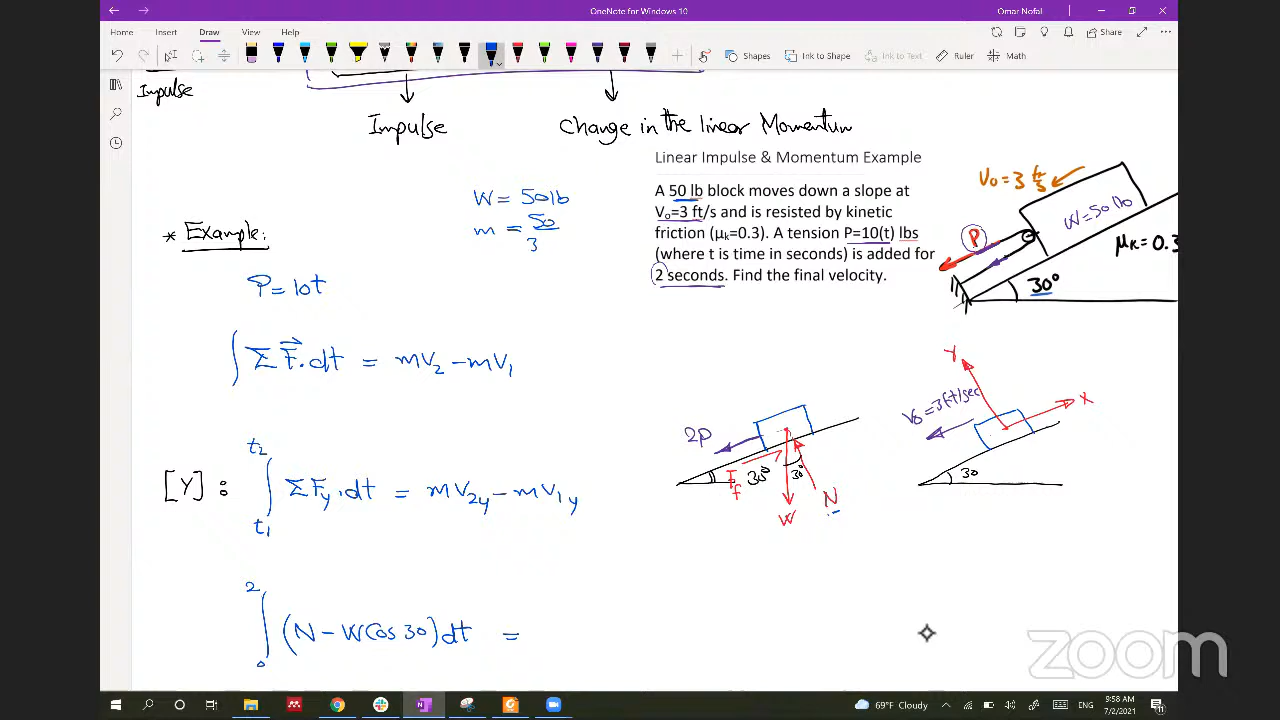 OneNote for Windows 10
Omar Nofal
Home Insert Draw View Help
Share
Shapes Ink to Shape Ink to Text Ruler Math
Impulse
Impulse
Change in the linear Momentum
Linear Impulse & Momentum Example
A 50 lb block moves down a slope at
Vo=3 ft/s and is resisted by kinetic
friction (μk=0.3). A tension P=10(t) lbs
(where t is time in seconds) is added for
2 seconds. Find the final velocity.
V0 = 3 ft/s
W=50 lb
P
μk=0.3
30°
W = 50lb
m = 50/3
* Example:
P = 10t
∫ ΣF⃗.dt = mV2 - mV1
[Y]: ∫ t2 t1 ΣFy.dt = mV2y - mV1y
∫ 2 0 (N - W Cos 30) dt =
2P
Ff
30°
30°
W
N
Y
X
V0 = 3 ft/sec
30
zoom
69°F Cloudy
ENG
9:58 AM
7/2/2021
11